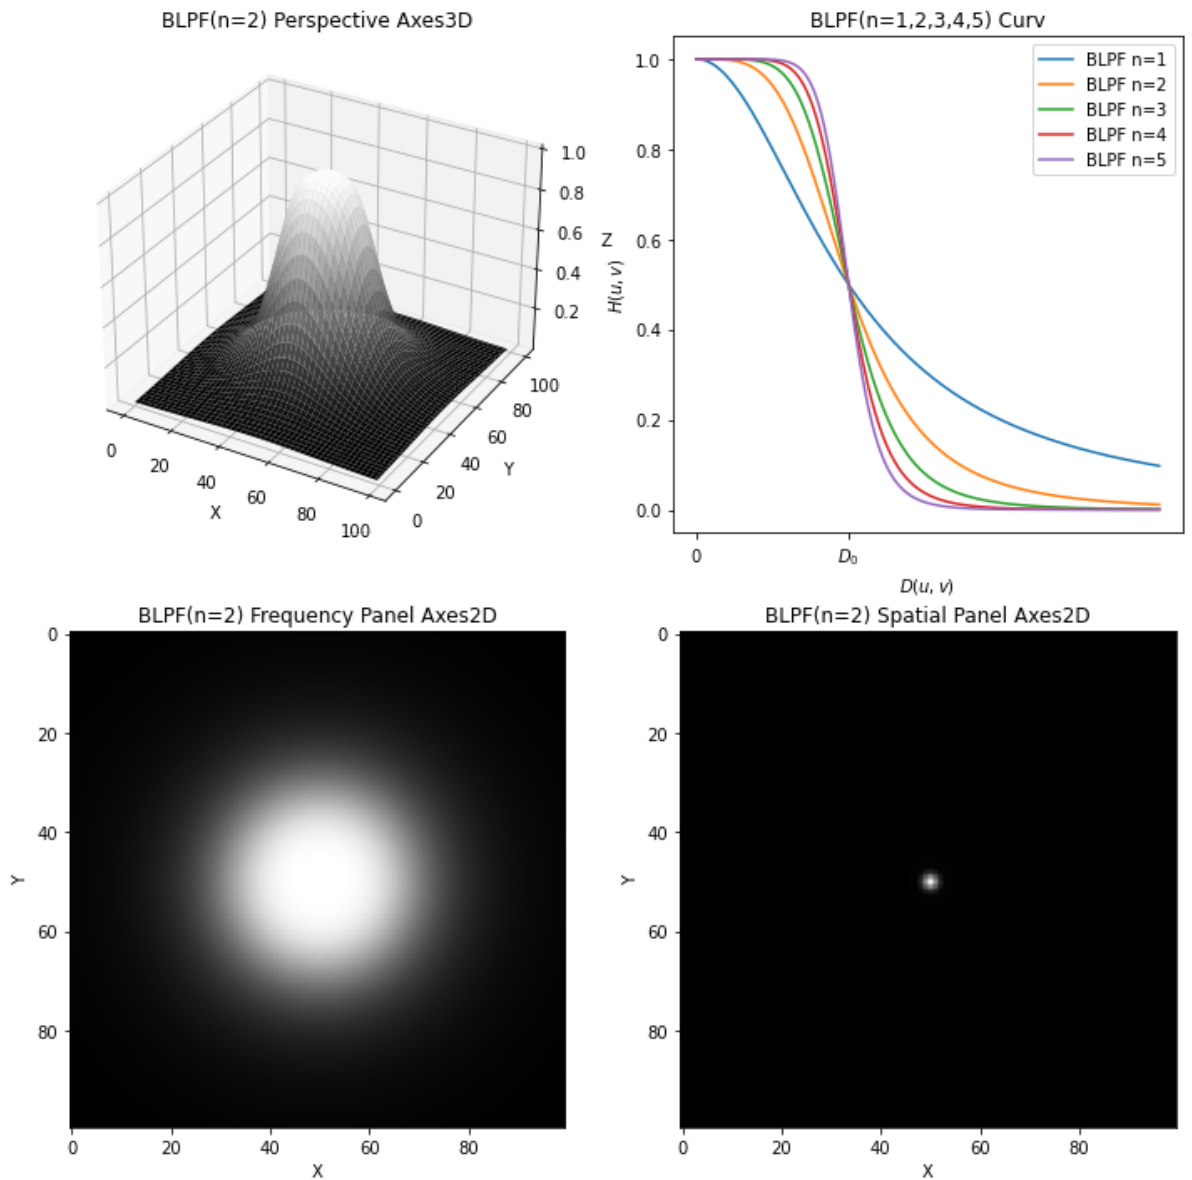 BLPF(n=2) Perspective Axes3D
1.0
0.8
0.6
0.4
0.2
Z
100
80
60
40
20
0
Y
0
20
40
60
80
100
X
BLPF(n=1,2,3,4,5) Curv
1.0
0.8
0.6
0.4
0.2
0.0
H(u, v)
BLPF n=1
BLPF n=2
BLPF n=3
BLPF n=4
BLPF n=5
0 D₀
D(u, v)
BLPF(n=2) Frequency Panel Axes2D
0
20
40
60
80
Y
0 20 40 60 80
X
BLPF(n=2) Spatial Panel Axes2D
0
20
40
60
80
Y
0 20 40 60 80
X